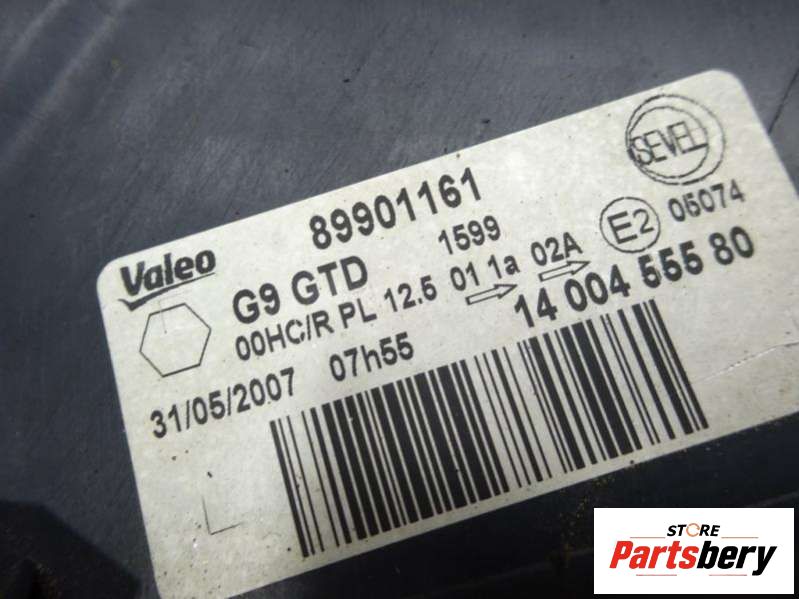 SEVEL
Valeo
89901161
G9 GTD
1599
E2
05074
00HC/R PL 12.5 01 1a 02A
14 004 555 80
31/05/2007 07h55
L
STORE
Partsbery